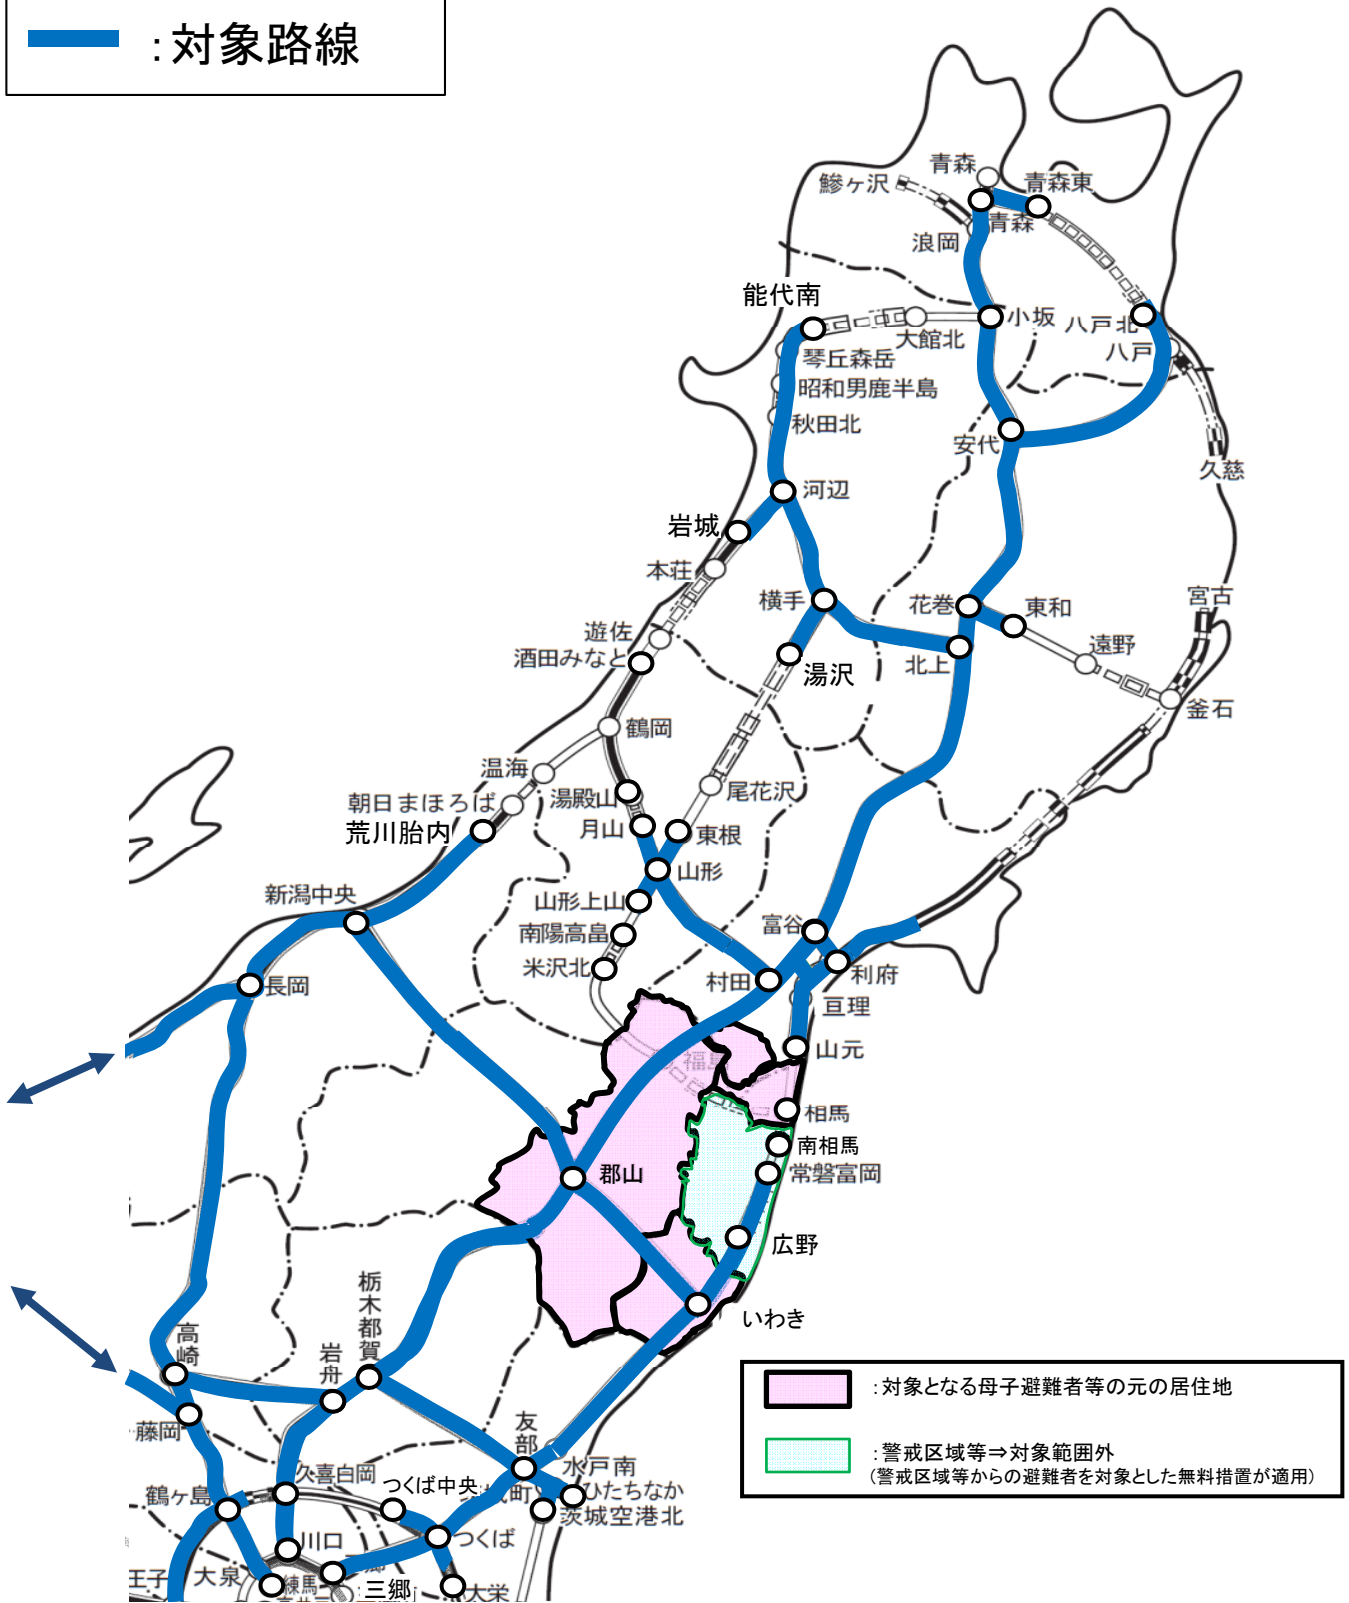 :対象路線
青森
鰺ヶ沢
青森東
青森
浪岡
能代南
小坂
八戸北
大館北
八戸
琴丘森岳
昭和男鹿半島
秋田北
安代
久慈
河辺
岩城
本荘
横手
花巻
東和
宮古
遊佐
酒田みなと
北上
遠野
湯沢
釜石
鶴岡
温海
湯殿山
尾花沢
朝日まほろば
荒川胎内
月山
東根
山形
新潟中央
山形上山
富谷
南陽高畠
米沢北
村田
利府
長岡
亘理
山元
相馬
南相馬
郡山
常磐富岡
広野
栃木都賀
いわき
高崎
岩舟
:対象となる母子避難者等の元の居住地
藤岡
友部
:警戒区域等⇒対象範囲外
(警戒区域等からの避難者を対象とした無料措置が適用)
久喜白岡
つくば中央
水戸南
ひたちなか
鶴ヶ島
茨城空港北
川口
つくば
大泉
練馬
三郷
大栄